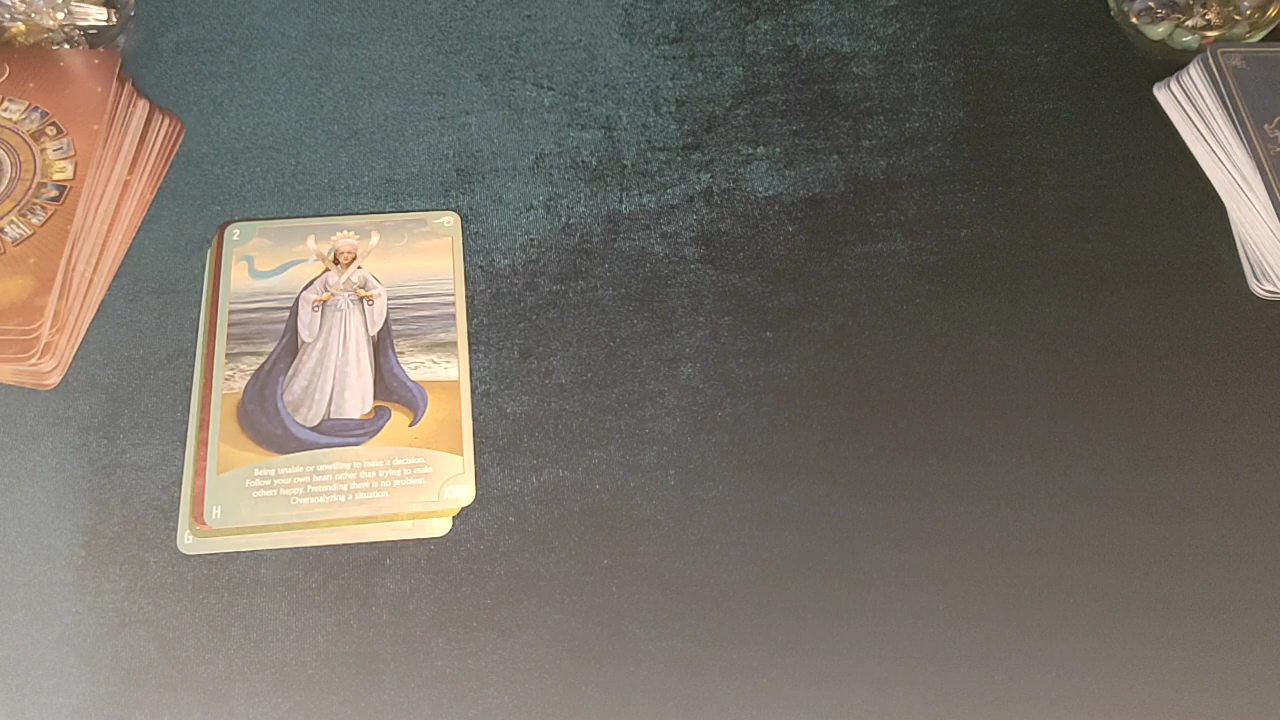 2
Being unable or unwilling to make a decision.
Follow your own heart rather than trying to make
others happy. Pretending there is no problem.
Overanalyzing a situation.
H
G